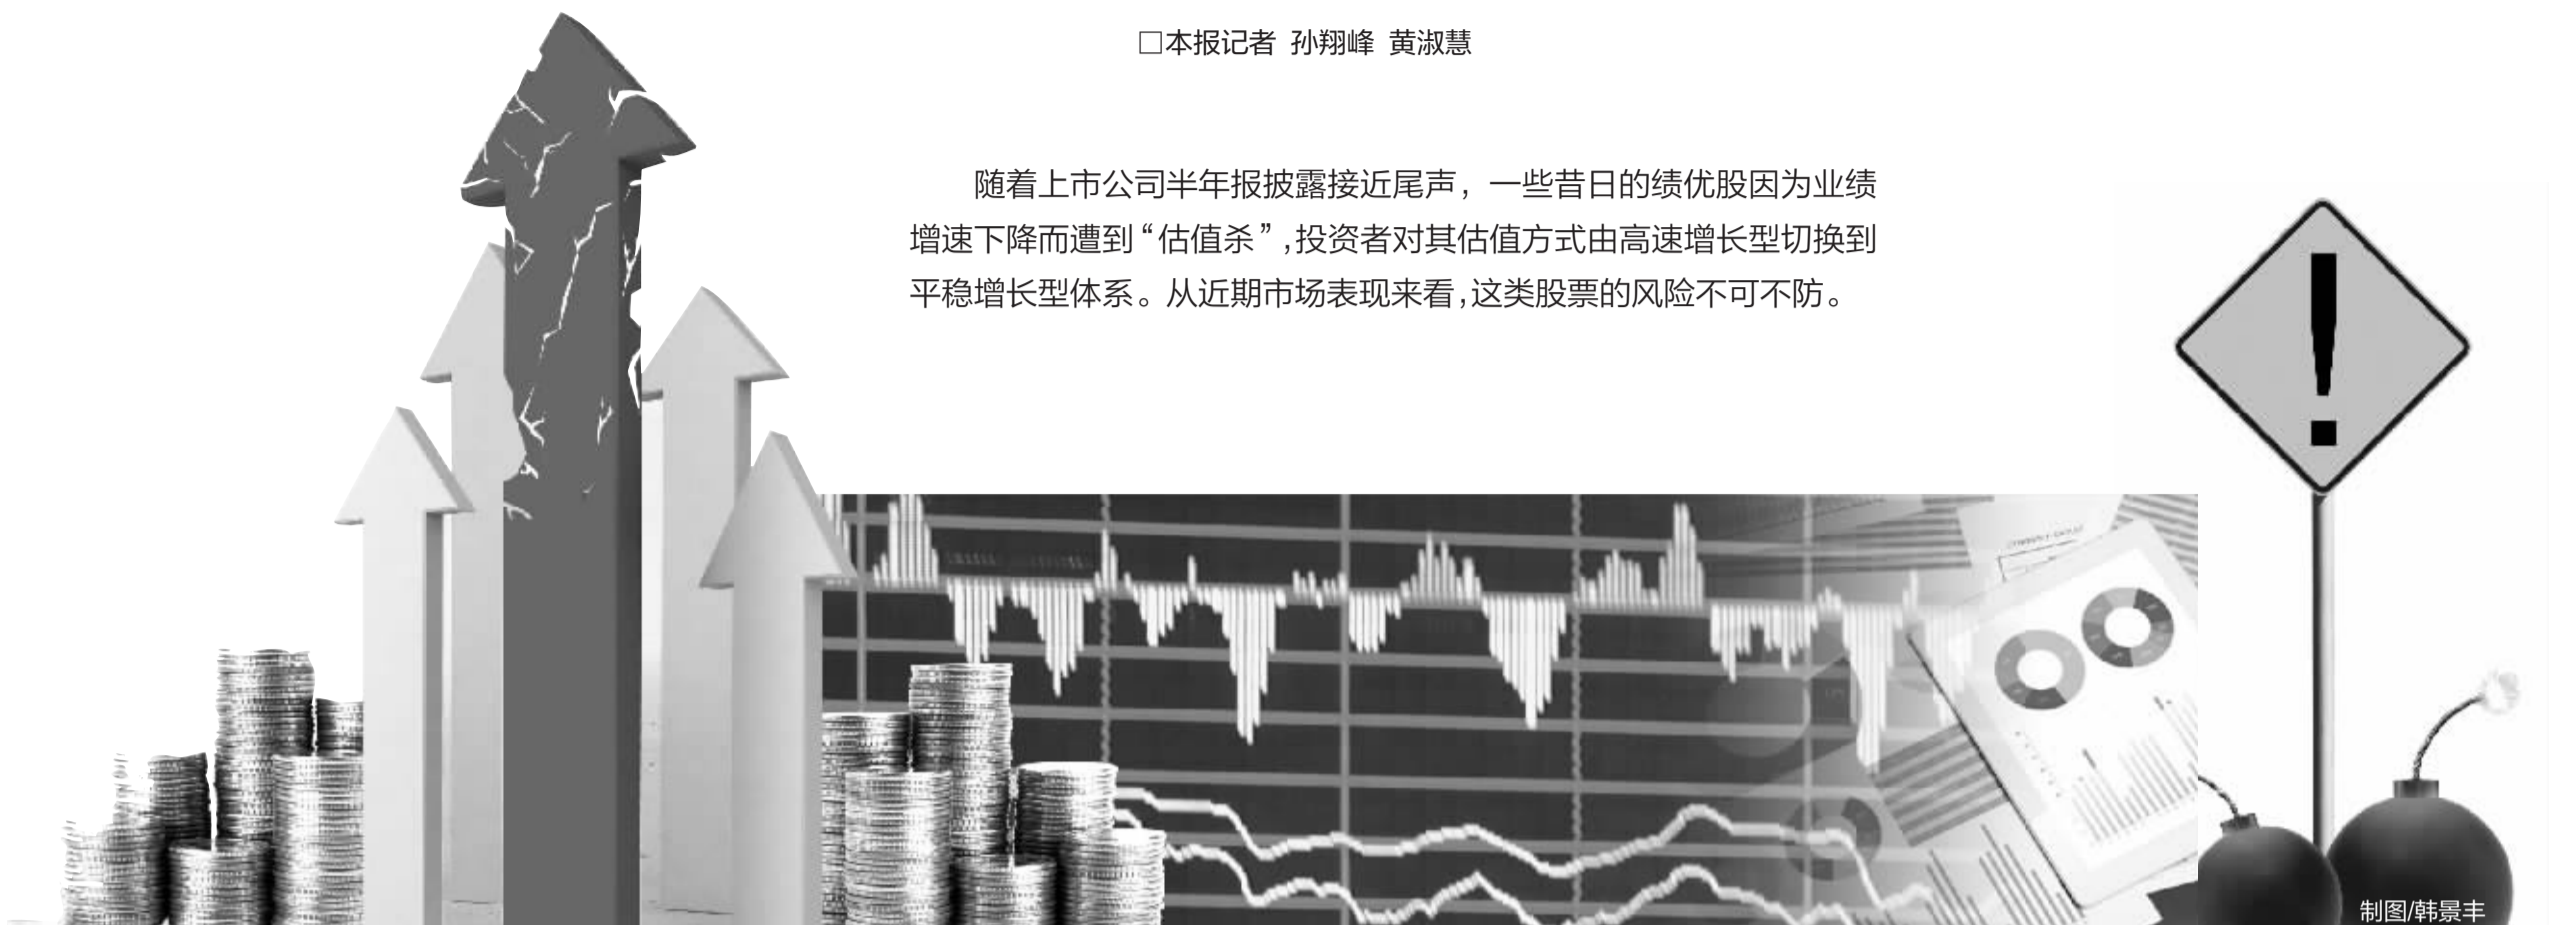 □本报记者 孙翔峰 黄淑慧
随着上市公司半年报披露接近尾声，一些昔日的绩优股因为业绩
增速下降而遭到“估值杀”,投资者对其估值方式由高速增长型切换到
平稳增长型体系。从近期市场表现来看,这类股票的风险不可不防。
制图/韩景丰